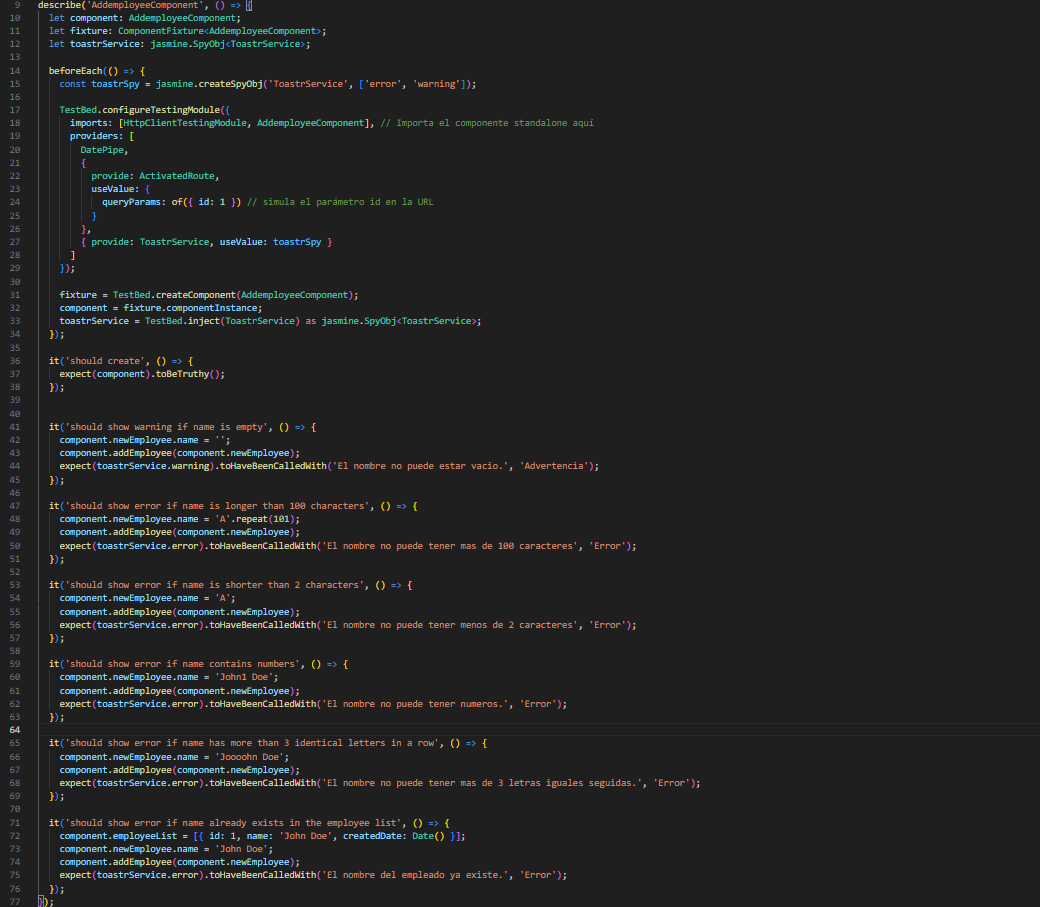 9 describe('AddemployeeComponent', () => {
10 let component: AddemployeeComponent;
11 let fixture: ComponentFixture<AddemployeeComponent>;
12 let toastrService: jasmine.SpyObj<ToastrService>;
13
14 beforeEach(() => {
15 const toastrSpy = jasmine.createSpyObj('ToastrService', ['error', 'warning']);
16
17 TestBed.configureTestingModule({
18 imports: [HttpClientTestingModule, AddemployeeComponent], // Importa el componente standalone aquí
19 providers: [
20 DatePipe,
21 {
22 provide: ActivatedRoute,
23 useValue: {
24 queryParams: of({ id: 1 }) // simula el parámetro id en la URL
25 }
26 },
27 { provide: ToastrService, useValue: toastrSpy }
28 ]
29 });
30
31 fixture = TestBed.createComponent(AddemployeeComponent);
32 component = fixture.componentInstance;
33 toastrService = TestBed.inject(ToastrService) as jasmine.SpyObj<ToastrService>;
34 });
35
36 it('should create', () => {
37 expect(component).toBeTruthy();
38 });
39
40
41 it('should show warning if name is empty', () => {
42 component.newEmployee.name = '';
43 component.addEmployee(component.newEmployee);
44 expect(toastrService.warning).toHaveBeenCalledWith('El nombre no puede estar vacio.', 'Advertencia');
45 });
46
47 it('should show error if name is longer than 100 characters', () => {
48 component.newEmployee.name = 'A'.repeat(101);
49 component.addEmployee(component.newEmployee);
50 expect(toastrService.error).toHaveBeenCalledWith('El nombre no puede tener mas de 100 caracteres', 'Error');
51 });
52
53 it('should show error if name is shorter than 2 characters', () => {
54 component.newEmployee.name = 'A';
55 component.addEmployee(component.newEmployee);
56 expect(toastrService.error).toHaveBeenCalledWith('El nombre no puede tener menos de 2 caracteres', 'Error');
57 });
58
59 it('should show error if name contains numbers', () => {
60 component.newEmployee.name = 'John1 Doe';
61 component.addEmployee(component.newEmployee);
62 expect(toastrService.error).toHaveBeenCalledWith('El nombre no puede tener numeros.', 'Error');
63 });
64
65 it('should show error if name has more than 3 identical letters in a row', () => {
66 component.newEmployee.name = 'Joooohn Doe';
67 component.addEmployee(component.newEmployee);
68 expect(toastrService.error).toHaveBeenCalledWith('El nombre no puede tener mas de 3 letras iguales seguidas.', 'Error');
69 });
70
71 it('should show error if name already exists in the employee list', () => {
72 component.employeeList = [{ id: 1, name: 'John Doe', createdDate: Date() }];
73 component.newEmployee.name = 'John Doe';
74 component.addEmployee(component.newEmployee);
75 expect(toastrService.error).toHaveBeenCalledWith('El nombre del empleado ya existe.', 'Error');
76 });
77 });